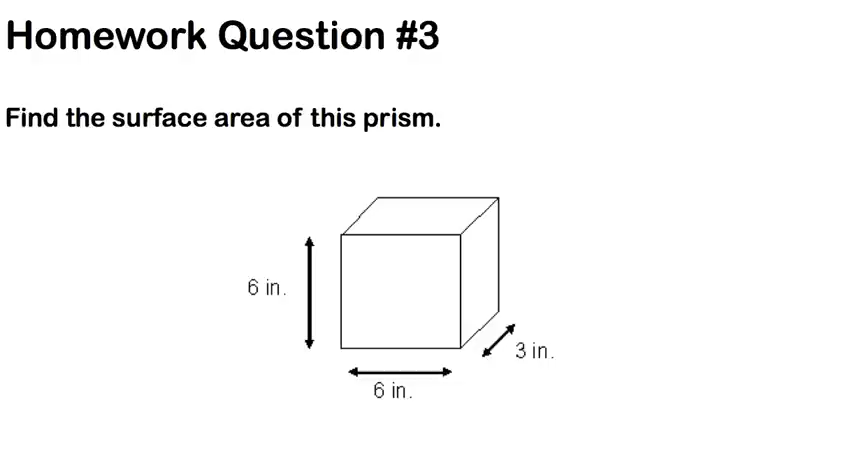 Homework Question #3
Find the surface area of this prism.
6 in.
3 in.
6 in.